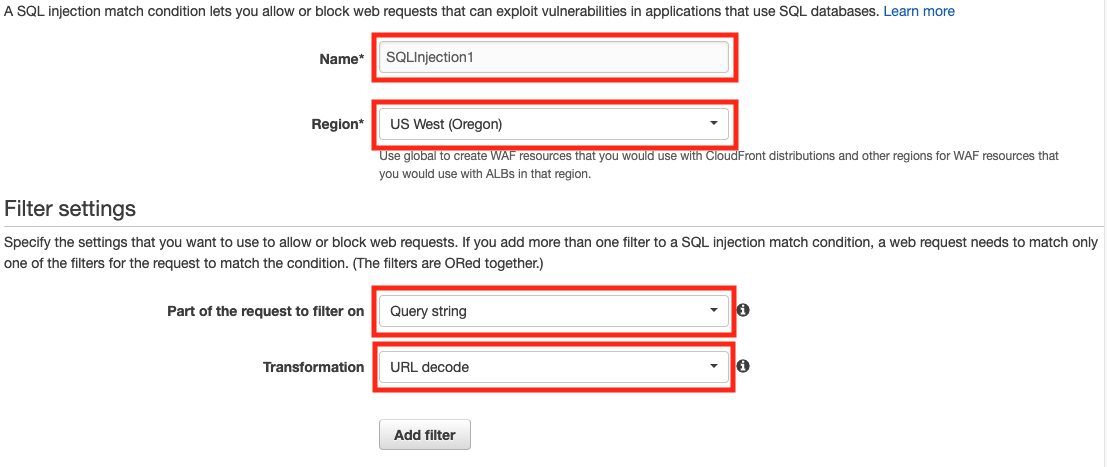 A SQL injection match condition lets you allow or block web requests that can exploit vulnerabilities in applications that use SQL databases. Learn more
Name* SQLInjection1
Region* US West (Oregon)
Use global to create WAF resources that you would use with CloudFront distributions and other regions for WAF resources that
you would use with ALBs in that region.
Filter settings
Specify the settings that you want to use to allow or block web requests. If you add more than one filter to a SQL injection match condition, a web request needs to match only
one of the filters for the request to match the condition. (The filters are ORed together.)
Part of the request to filter on Query string
Transformation URL decode
Add filter